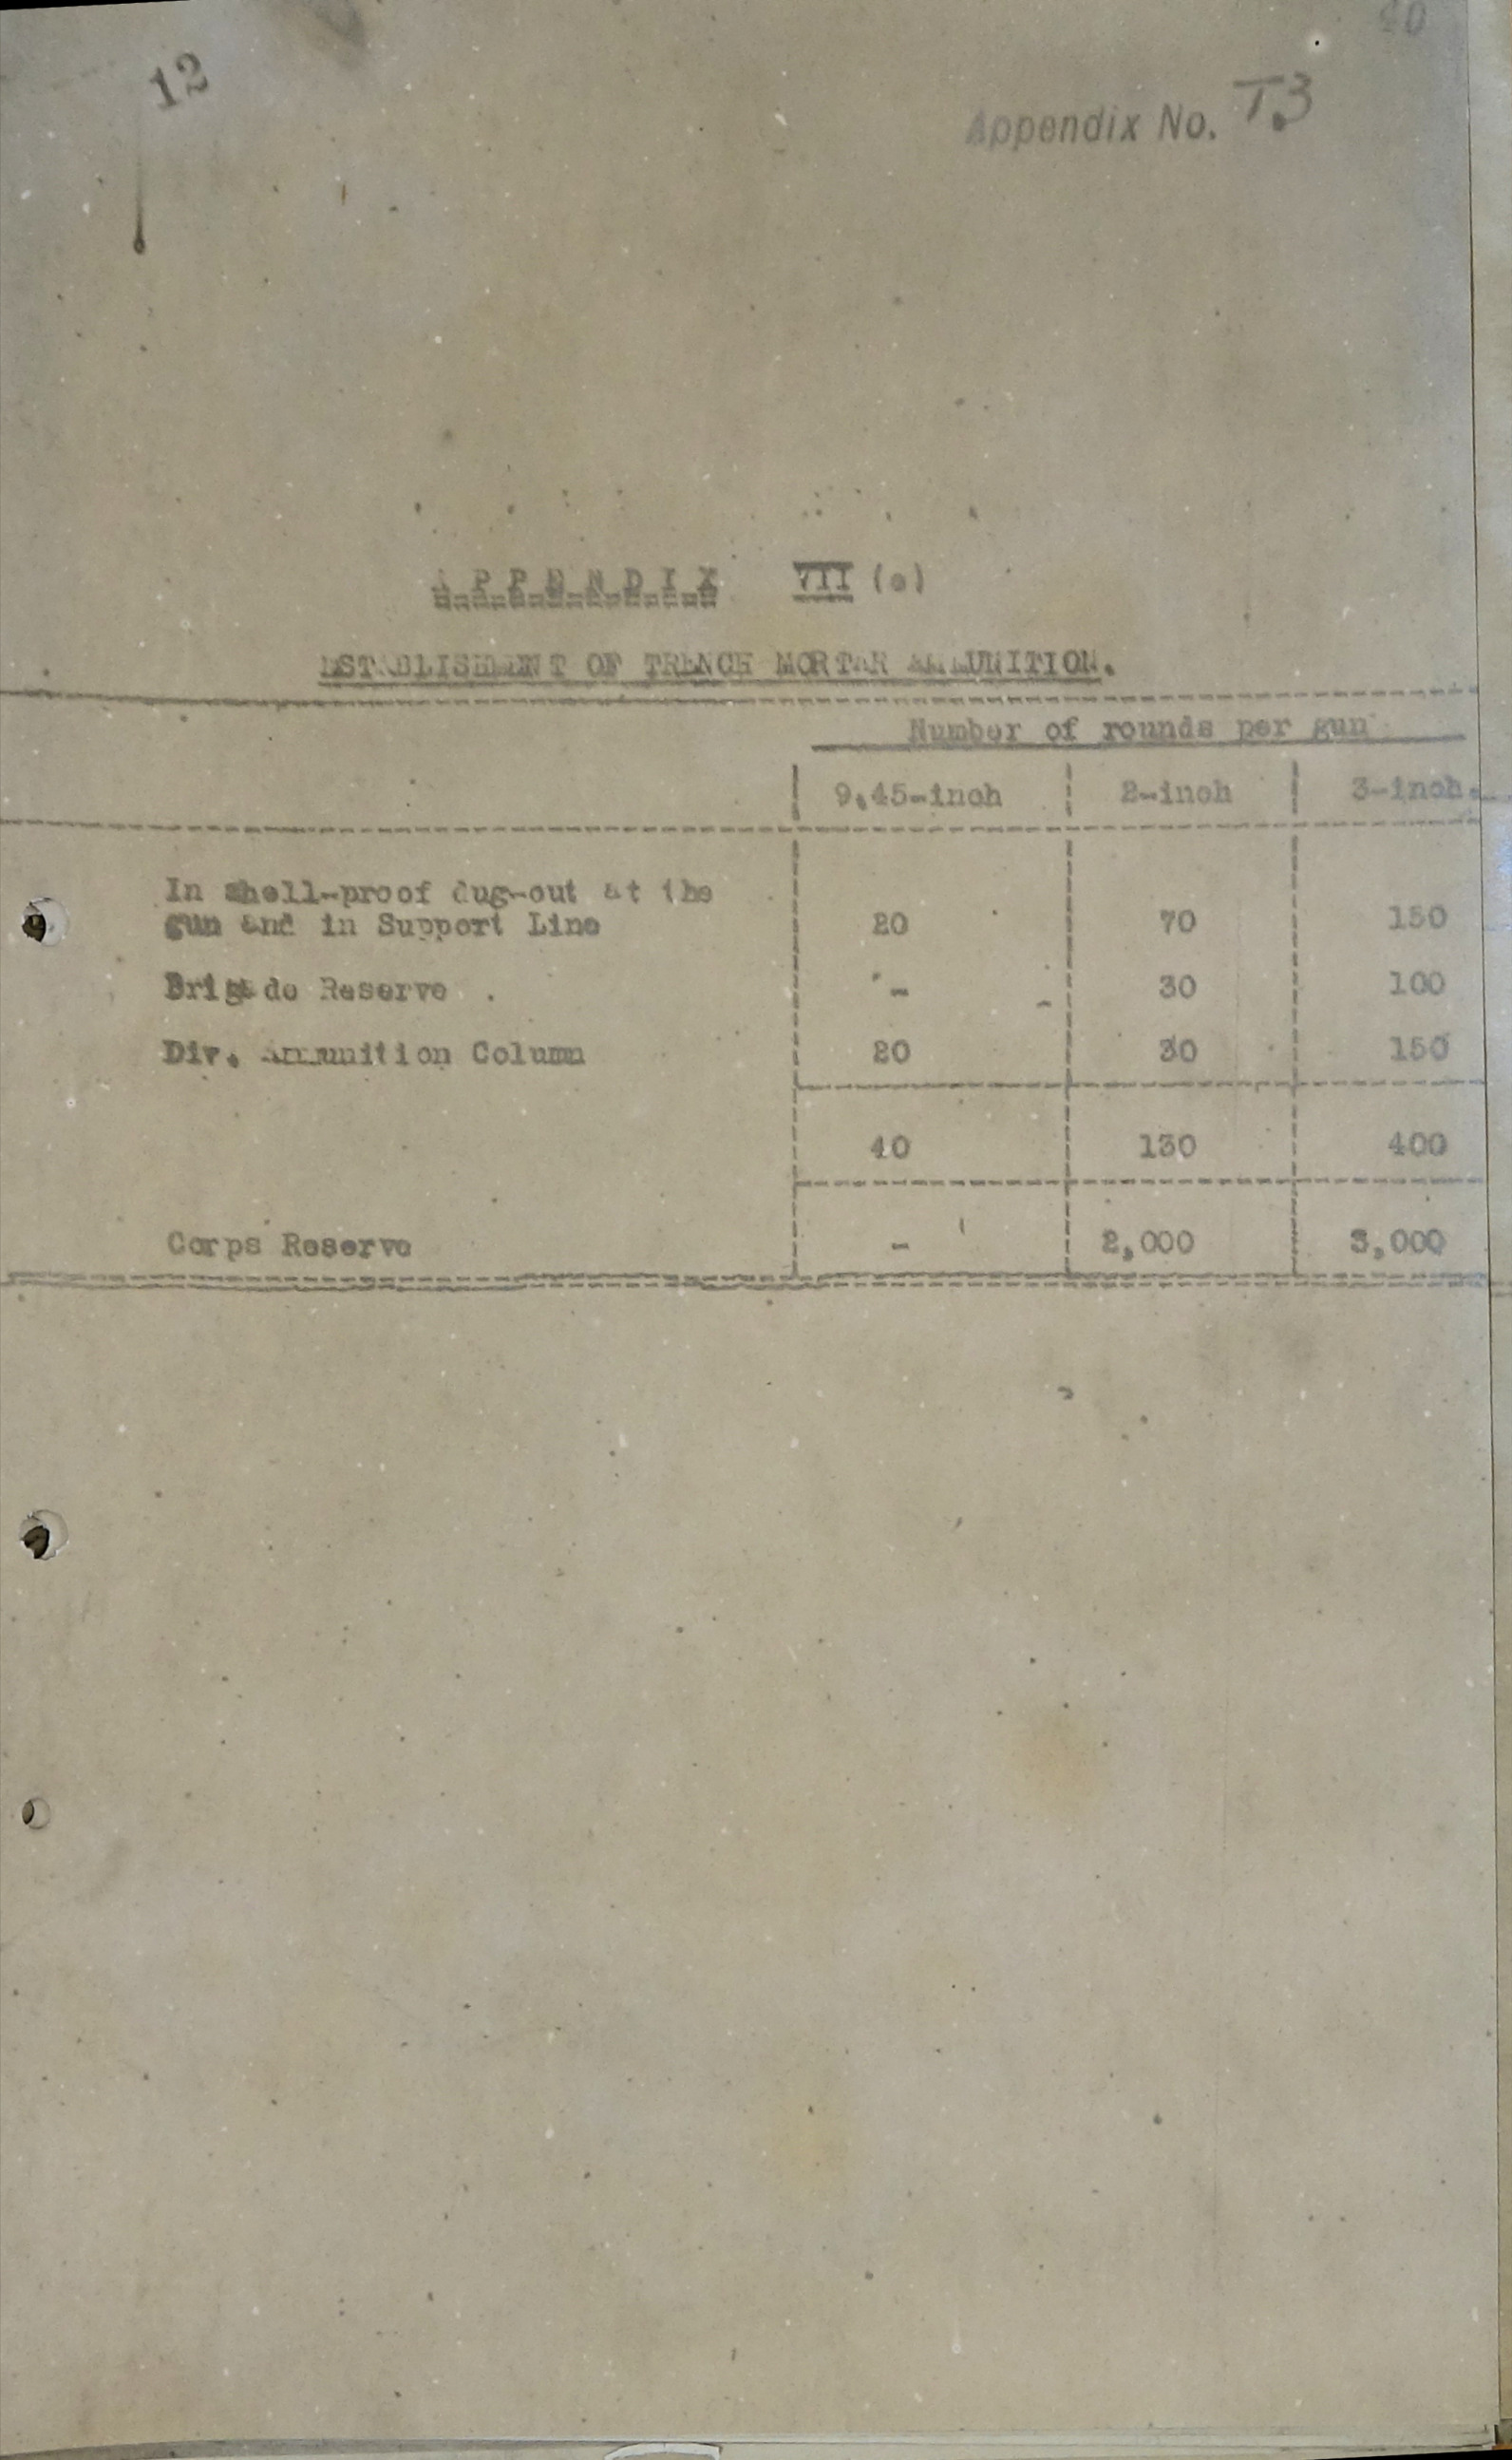 12
Appendix No. T.3
APPENDIX VII
ESTABLISHMENT OF TRENCH MORTAR AMMUNITION.
Number of rounds per gun
9.45-inch 2-inch 3-inch.
In shell-proof dug-out at the
gun and in Support Line 20 70 150
Brigade Reserve - 30 100
Div. Ammunition Column 20 30 150
40 130 400
Corps Reserve - 2,000 3,000